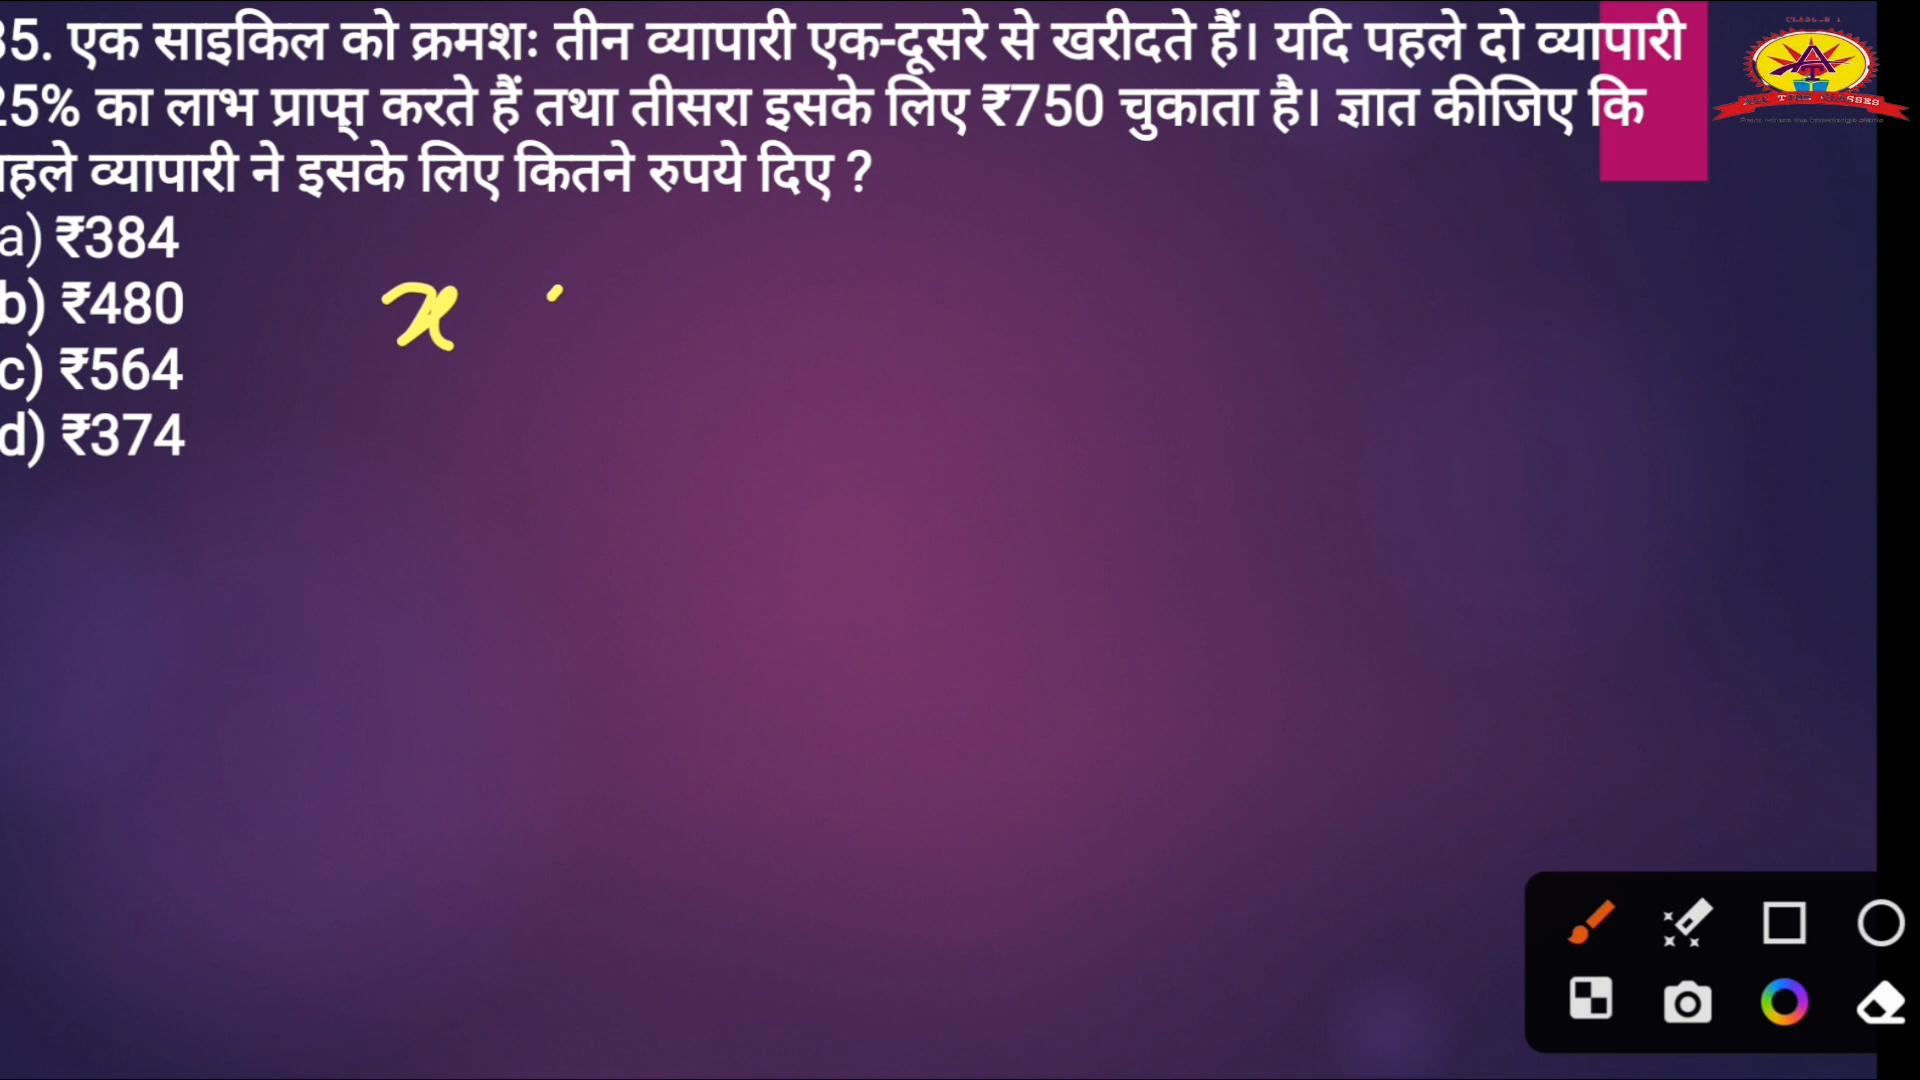 35. एक साइकिल को क्रमशः तीन व्यापारी एक-दूसरे से खरीदते हैं। यदि पहले दो व्यापारी
25% का लाभ प्राप्त करते हैं तथा तीसरा इसके लिए ₹750 चुकाता है। ज्ञात कीजिए कि
पहले व्यापारी ने इसके लिए कितने रुपये दिए ?
a) ₹384
b) ₹480
c) ₹564
d) ₹374
x